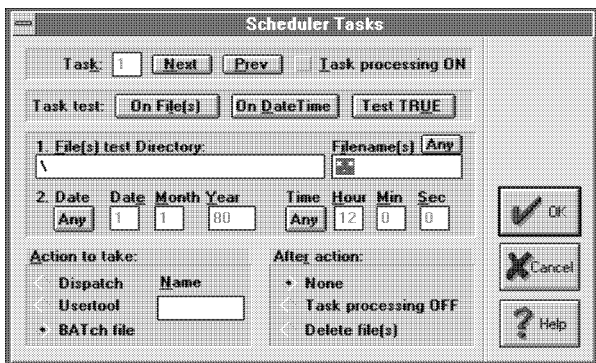 Scheduler Tasks
Task: 1 Next Prev Task processing ON
Task test: On File(s) On DateTime Test TRUE
1. File(s) test Directory: Filename(s) Any
\ *.*
2. Date Date Month Year Time Hour Min Sec
Any 1 1 80 Any 12 0 0
Action to take: After action:
Dispatch Name None
Usertool Task processing OFF
BATch file Delete file(s)
OK
Cancel
Help